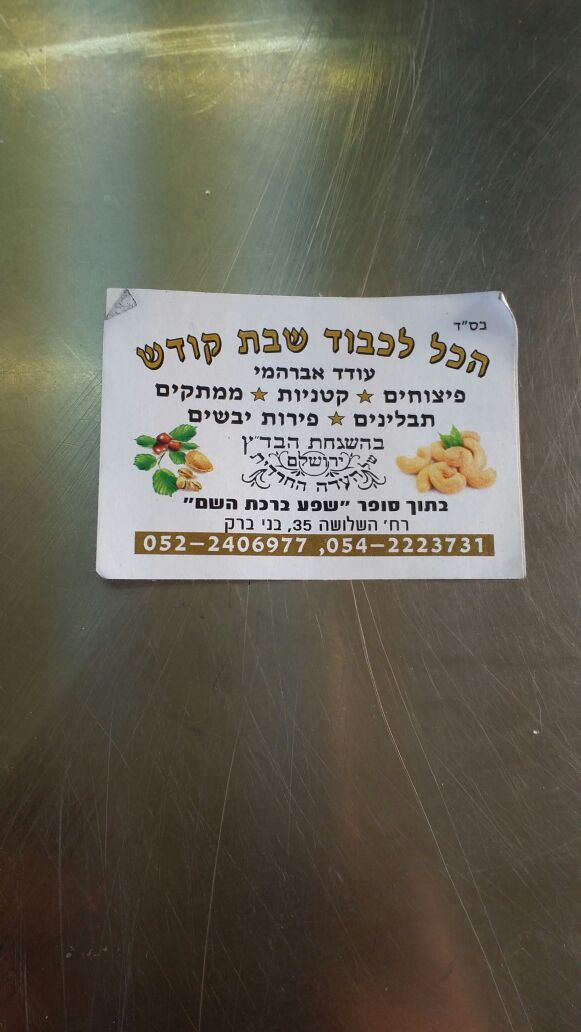 בס"ד
הכל לכבוד שבת קודש
עודד אברהמי
פיצוחים ★ קטניות ★ ממתקים
תבלינים ★ פירות יבשים
בהשגחת הבד"ץ
ירושלים
העדה החרדית
בתוך סופר "שפע ברכת השם"
רח' השלושה 35, בני ברק
052-2406977, 054-2223731